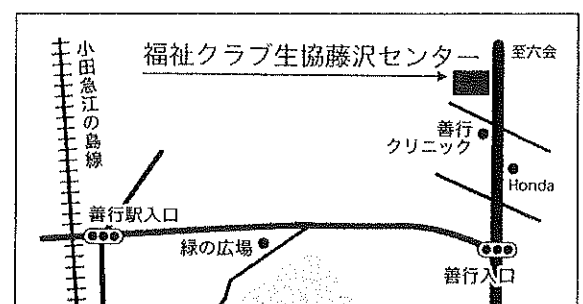 福祉クラブ生協藤沢センター
至六会
小田急江の島線
善行
クリニック
Honda
善行駅入口
緑の広場
善行入口